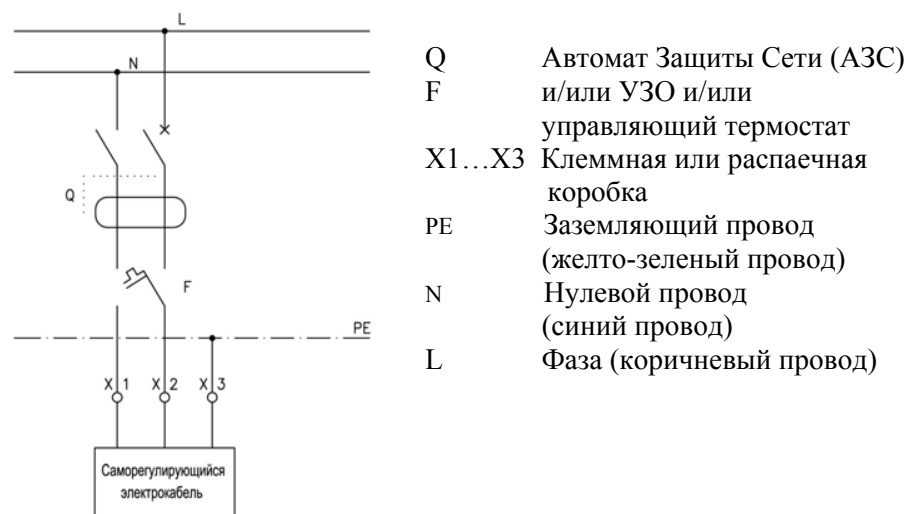 L
N
Q
F
PE
X 1 X 2 X 3
Саморегулирующийся
электрокабель
Q Автомат Защиты Сети (АЗС)
F и/или УЗО и/или
управляющий термостат
X1…X3 Клеммная или распаечная
коробка
PE Заземляющий провод
(желто-зеленый провод)
N Нулевой провод
(синий провод)
L Фаза (коричневый провод)